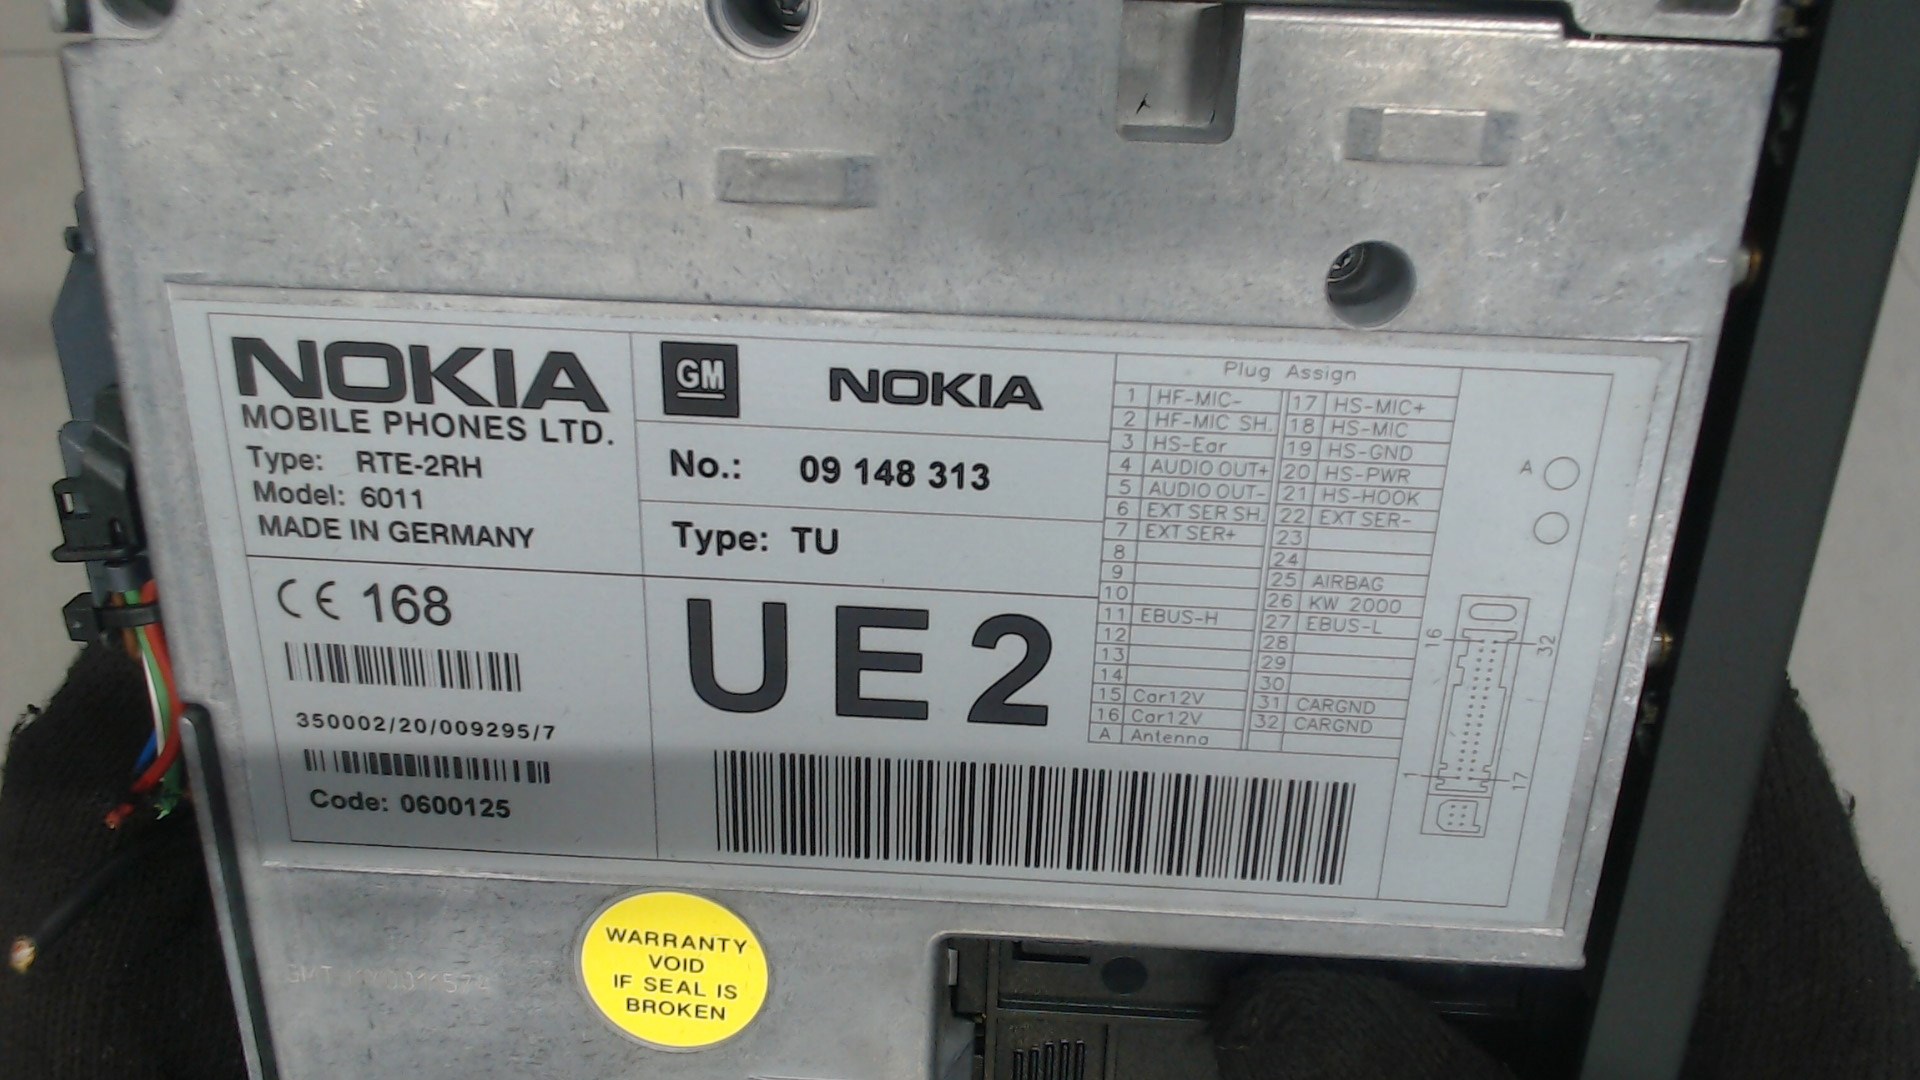 NOKIA
MOBILE PHONES LTD.
Type: RTE-2RH
Model: 6011
MADE IN GERMANY
CE 168
350002/20/009295/7
Code: 0600125
GM NOKIA
No.: 09 148 313
Type: TU
UE2
Plug Assign
1 HF-MIC- 17 HS-MIC+
2 HF-MIC SH. 18 HS-MIC
3 HS-Ear 19 HS-GND
4 AUDIO OUT+ 20 HS-PWR
5 AUDIO OUT- 21 HS-HOOK
6 EXT SER SH. 22 EXT SER-
7 EXT SER+ 23
8 24
9 25 AIRBAG
10 26 KW 2000
11 EBUS-H 27 EBUS-L
12 28
13 29
14 30
15 Car12V 31 CARGND
16 Car12V 32 CARGND
A Antenna
A
16 32
1 17
WARRANTY
VOID
IF SEAL IS
BROKEN